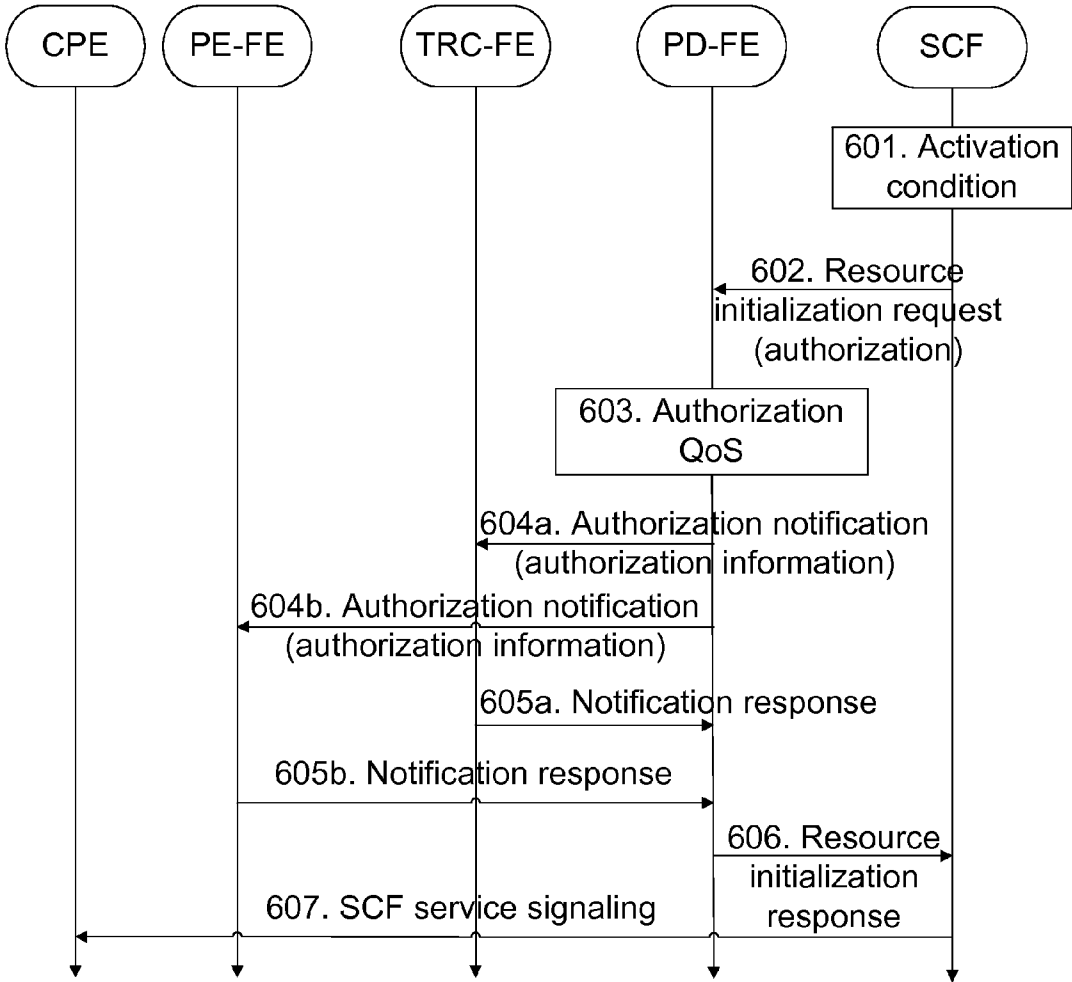 CPE
PE-FE
TRC-FE
PD-FE
SCF
601. Activation
condition
602. Resource
initialization request
(authorization)
603. Authorization
QoS
604a. Authorization notification
(authorization information)
604b. Authorization notification
(authorization information)
605a. Notification response
605b. Notification response
606. Resource
initialization
response
607. SCF service signaling